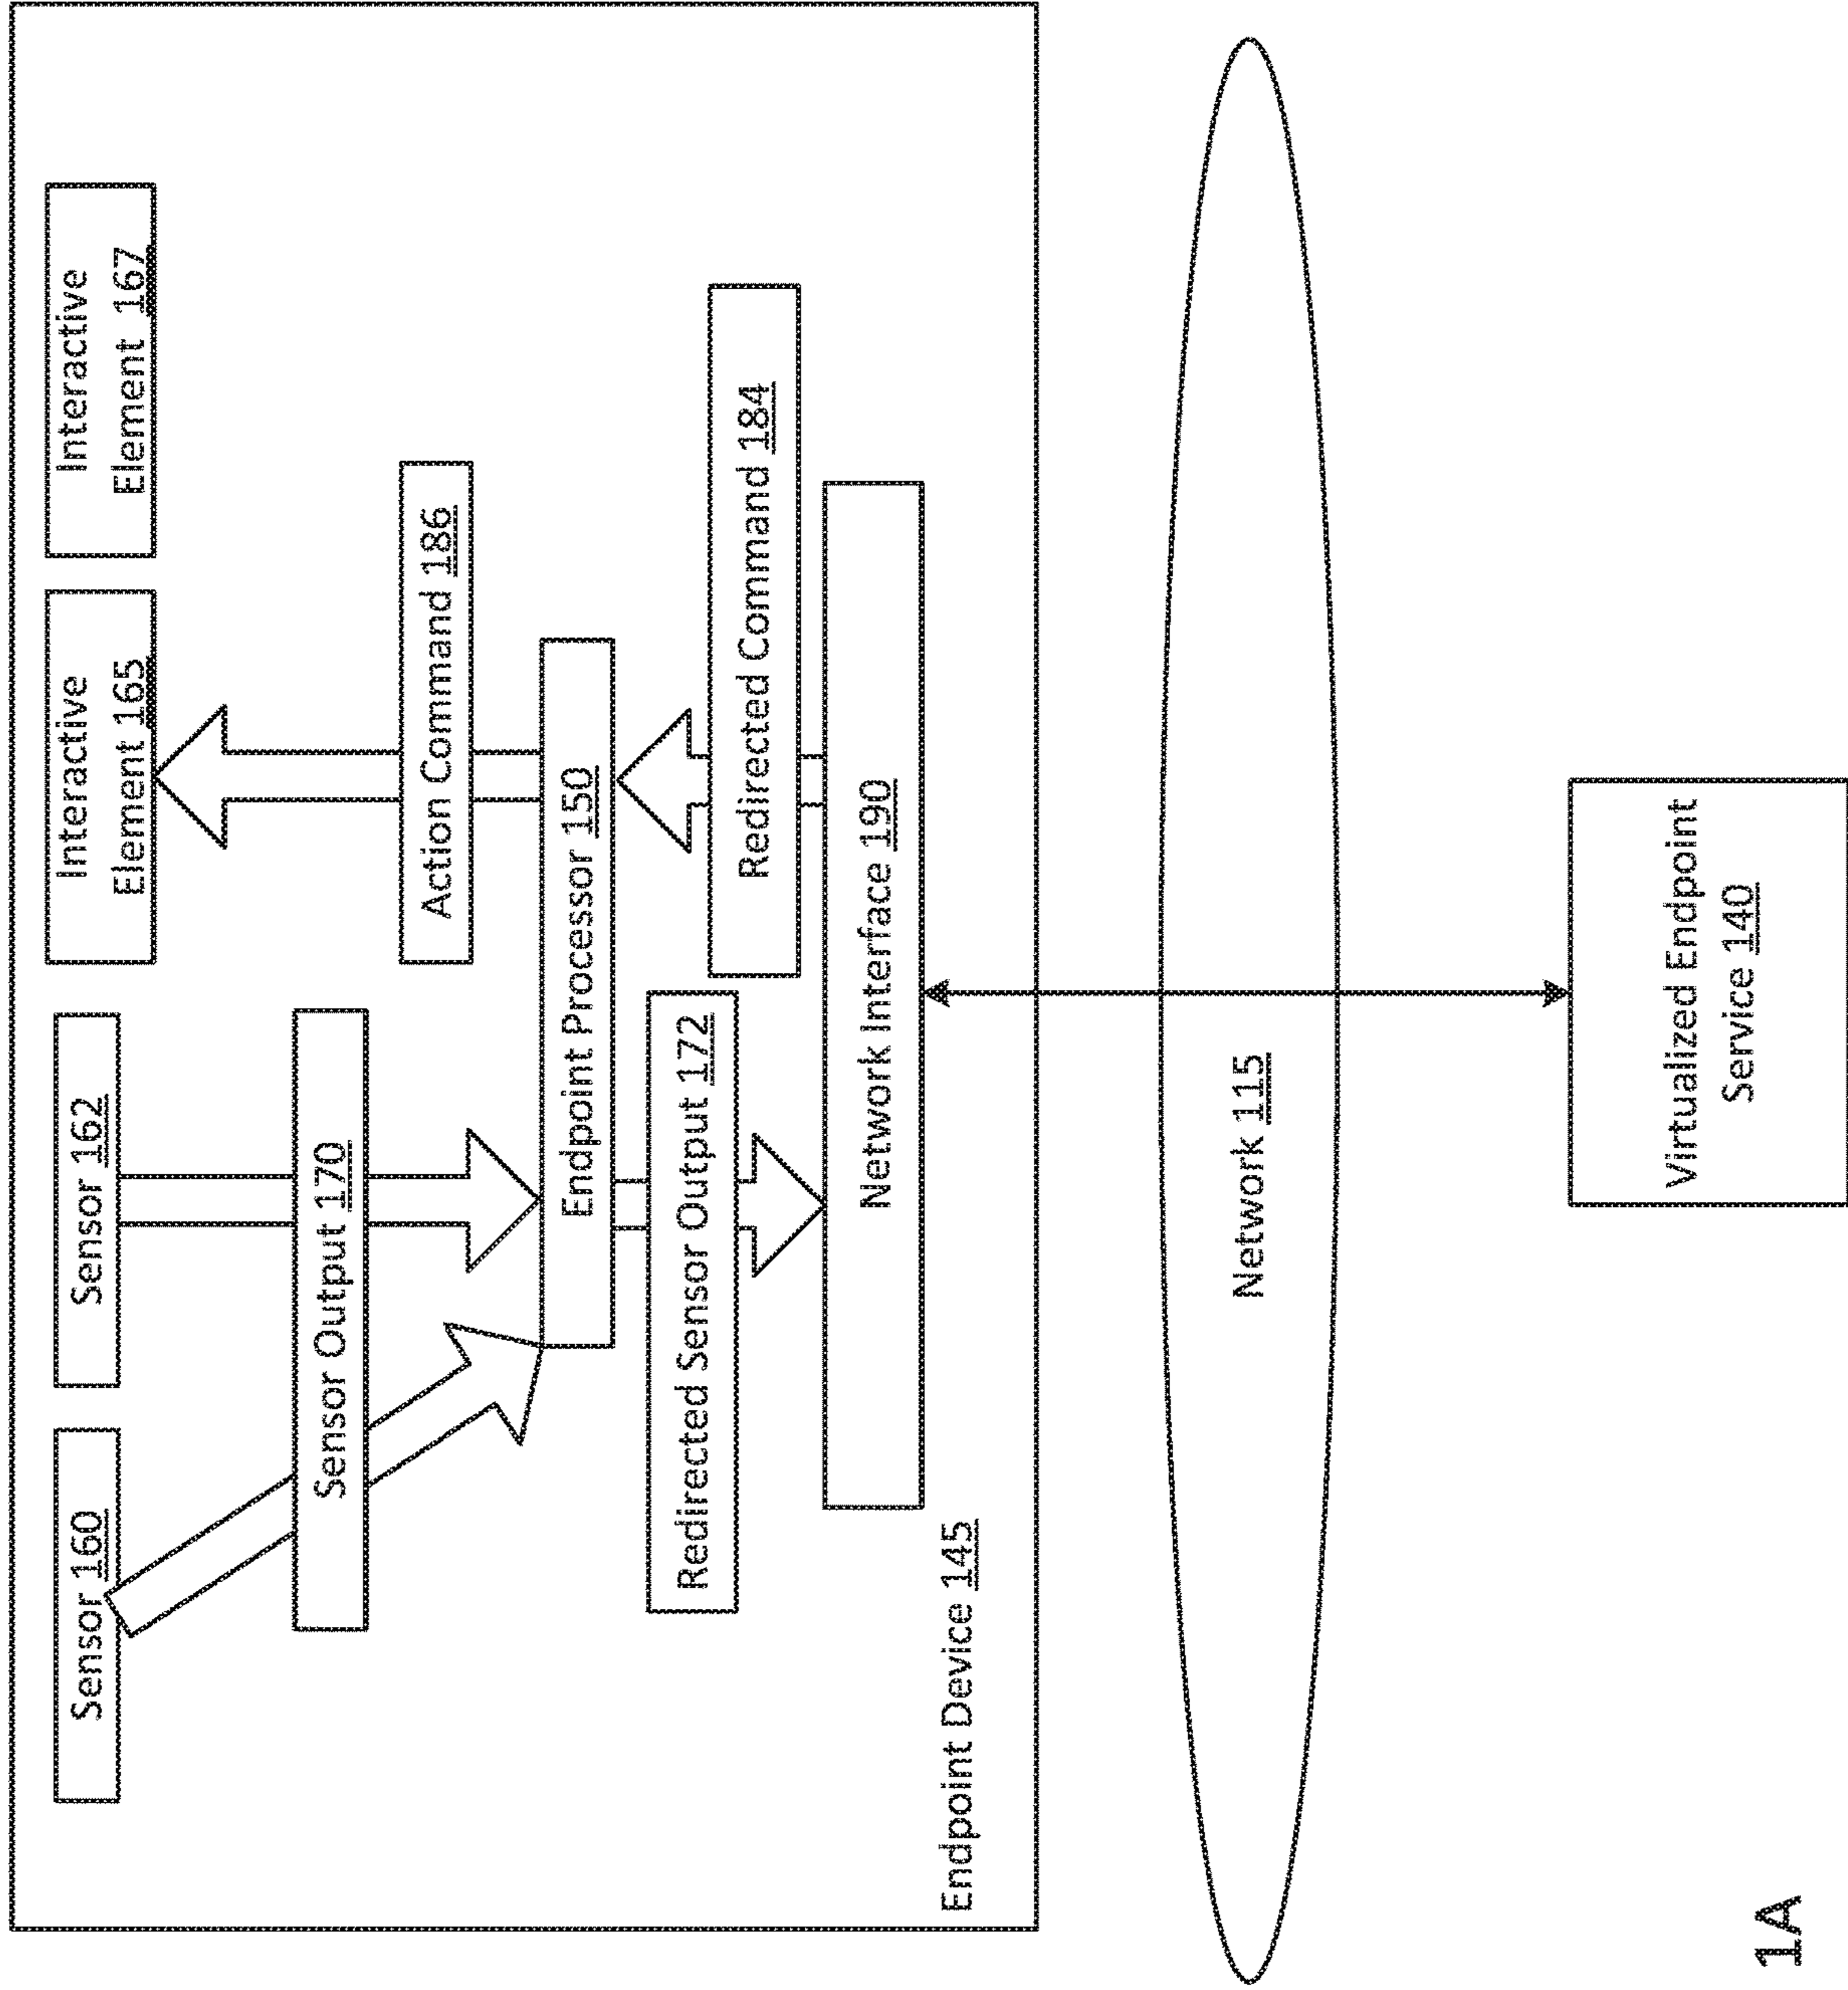 Sensor 160
Sensor 162
Interactive
Element 165
Interactive
Element 167
Sensor Output 170
Action Command 186
Endpoint Processor 150
Redirected Sensor Output 172
Redirected Command 184
Network Interface 190
Endpoint Device 145
Network 115
Virtualized Endpoint
Service 140
1A